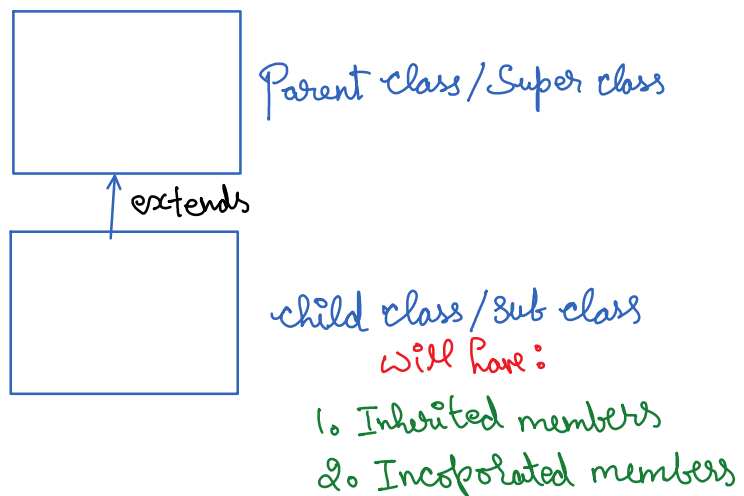 Parent class/Super class
extends
child class/sub class
will have:
1. Inherited members
2. Incoporated members